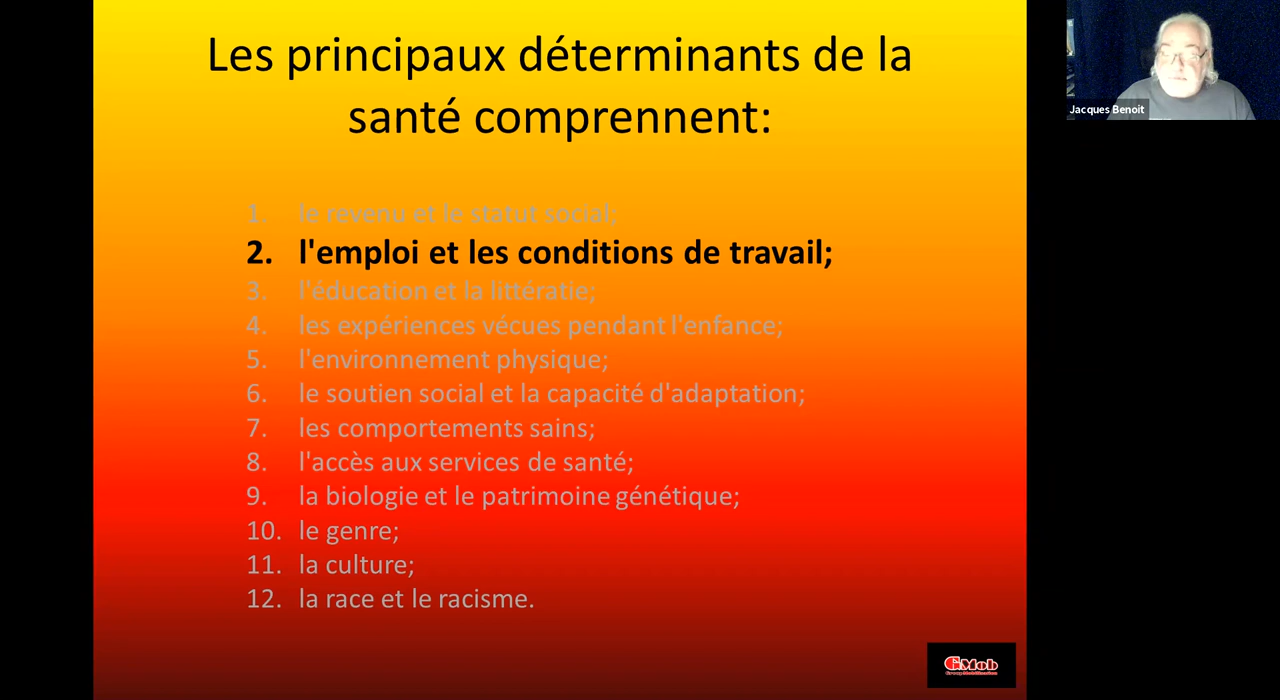 Les principaux déterminants de la
santé comprennent:
1. le revenu et le statut social;
2. l'emploi et les conditions de travail;
3. l'éducation et la littératie;
4. les expériences vécues pendant l'enfance;
5. l'environnement physique;
6. le soutien social et la capacité d'adaptation;
7. les comportements sains;
8. l'accès aux services de santé;
9. la biologie et le patrimoine génétique;
10. le genre;
11. la culture;
12. la race et le racisme.
Jacques Benoit
GMob